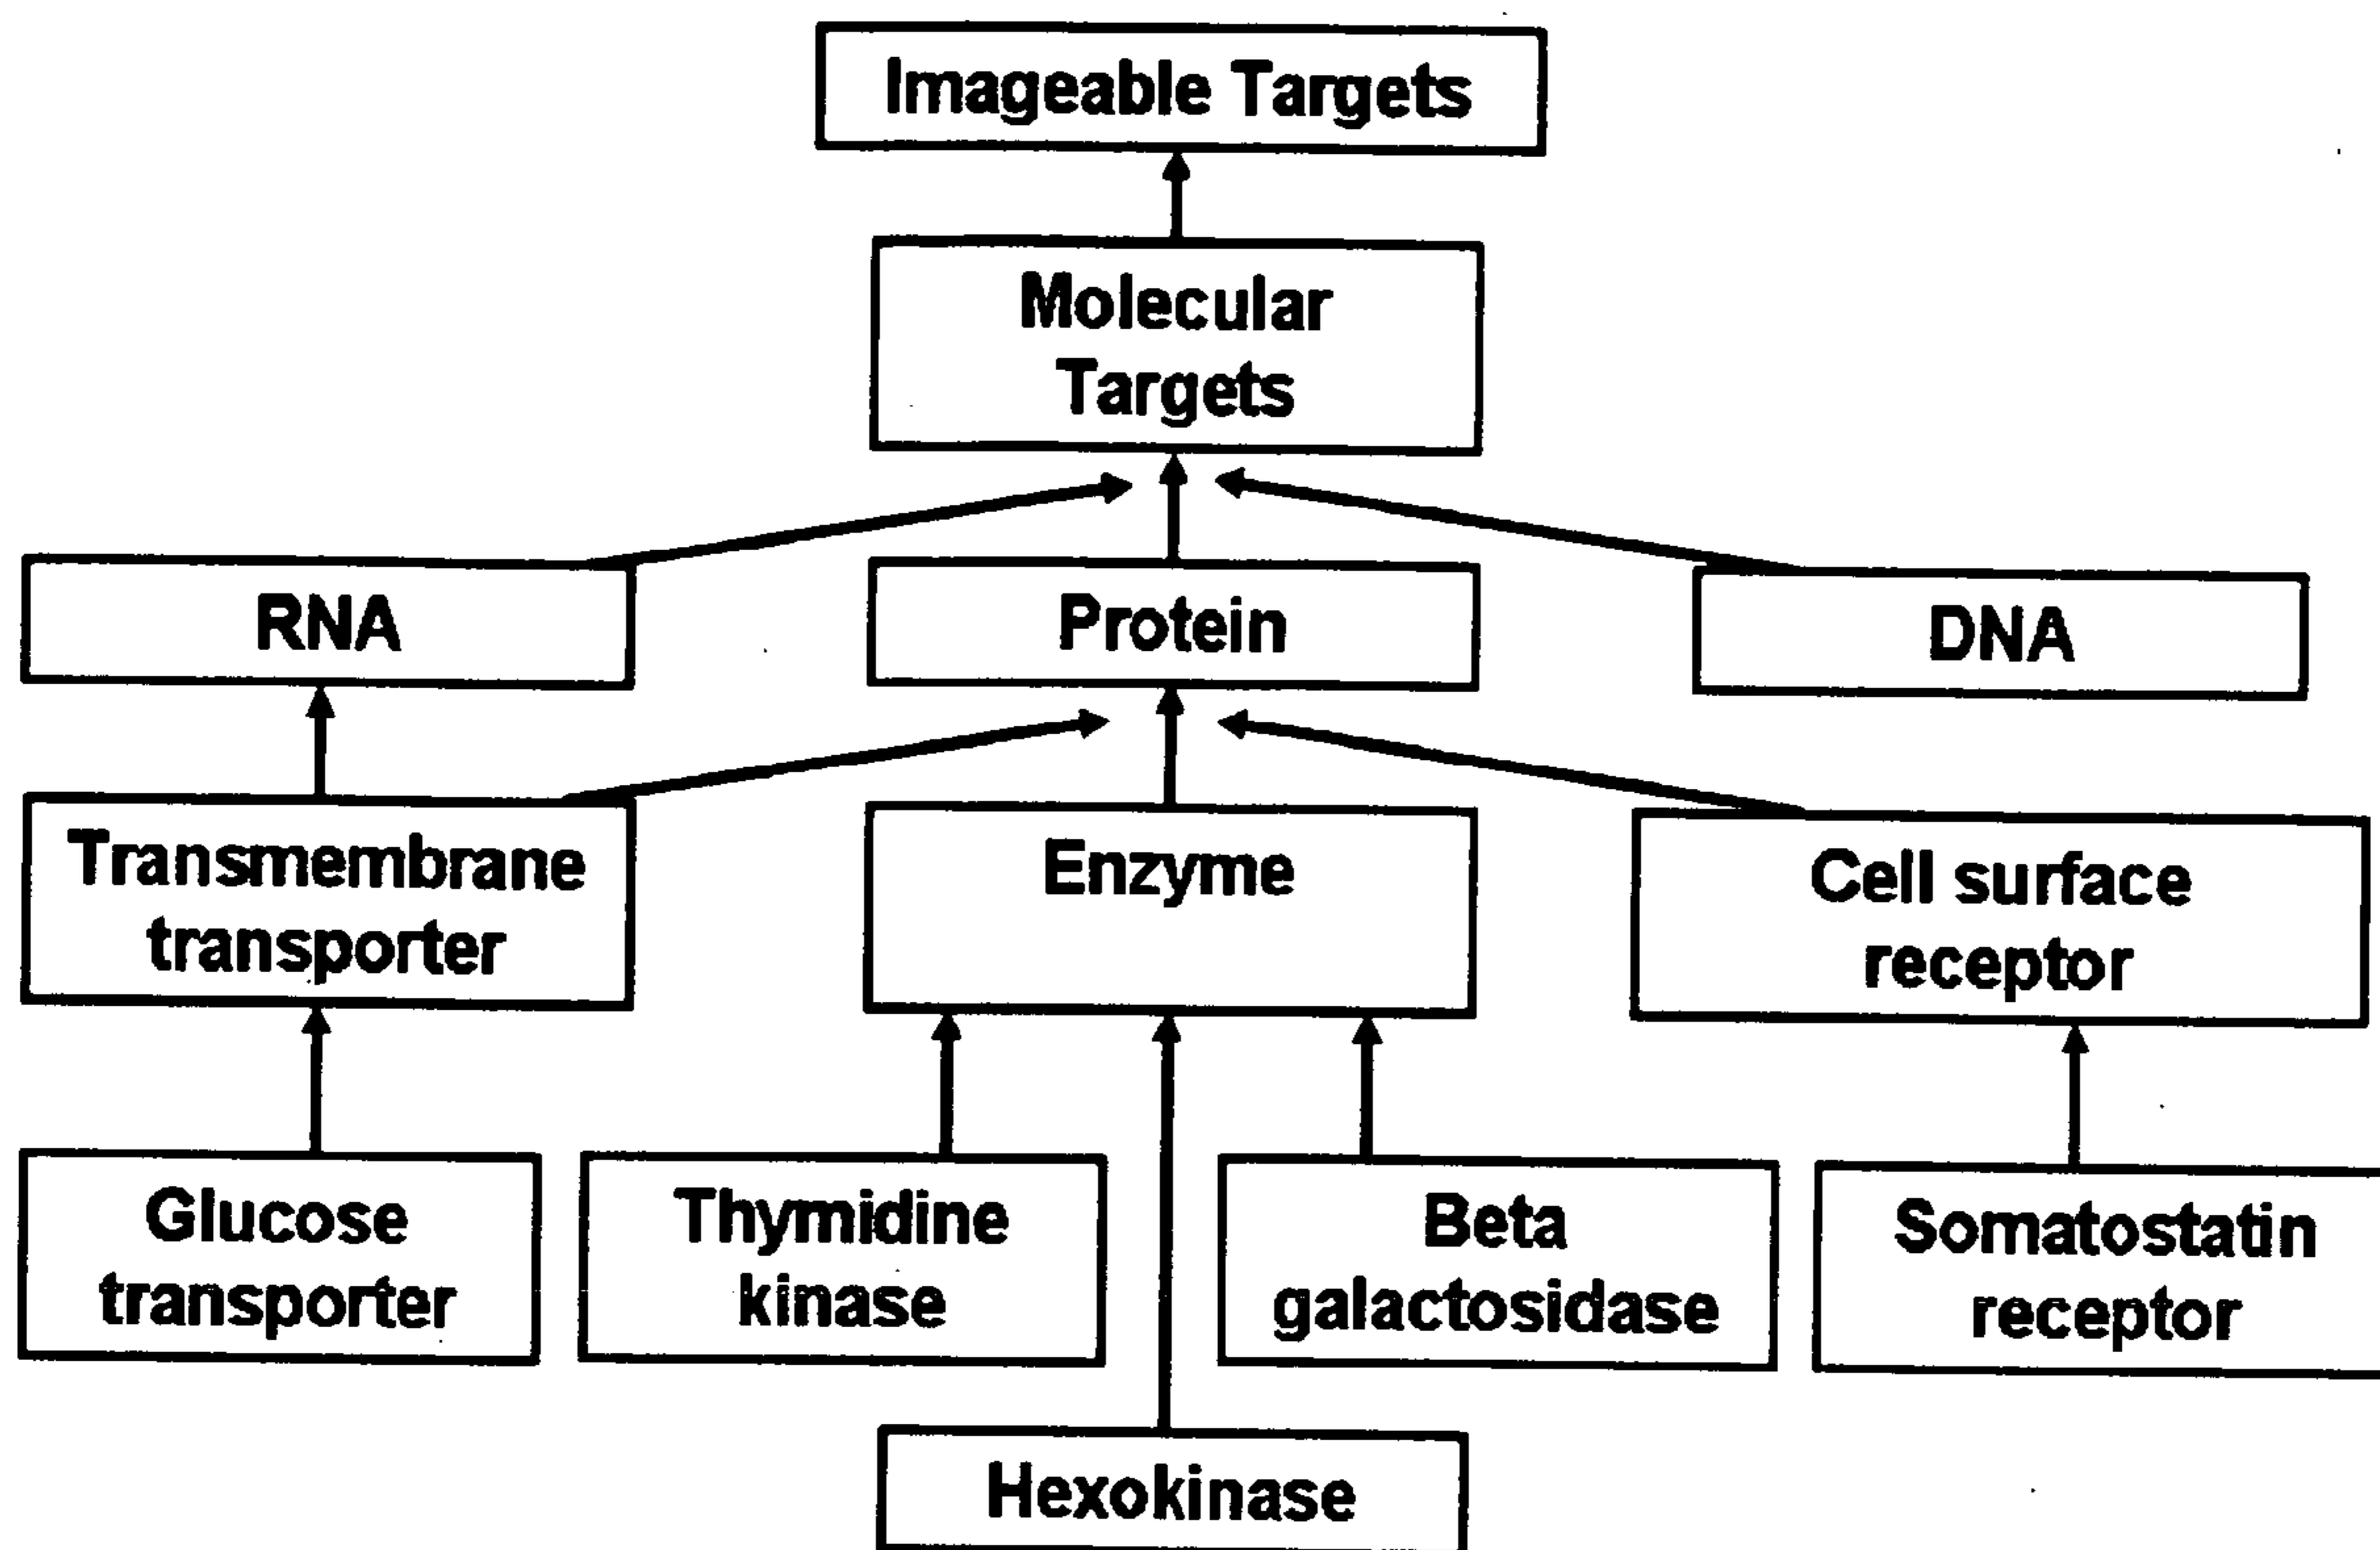 Imageable Targets
Molecular
Targets
RNA
Protein
DNA
Transmembrane
transporter
Enzyme
Cell surface
receptor
Glucose
transporter
Thymidine
kinase
Beta
galactosidase
Somatostatin
receptor
Hexokinase